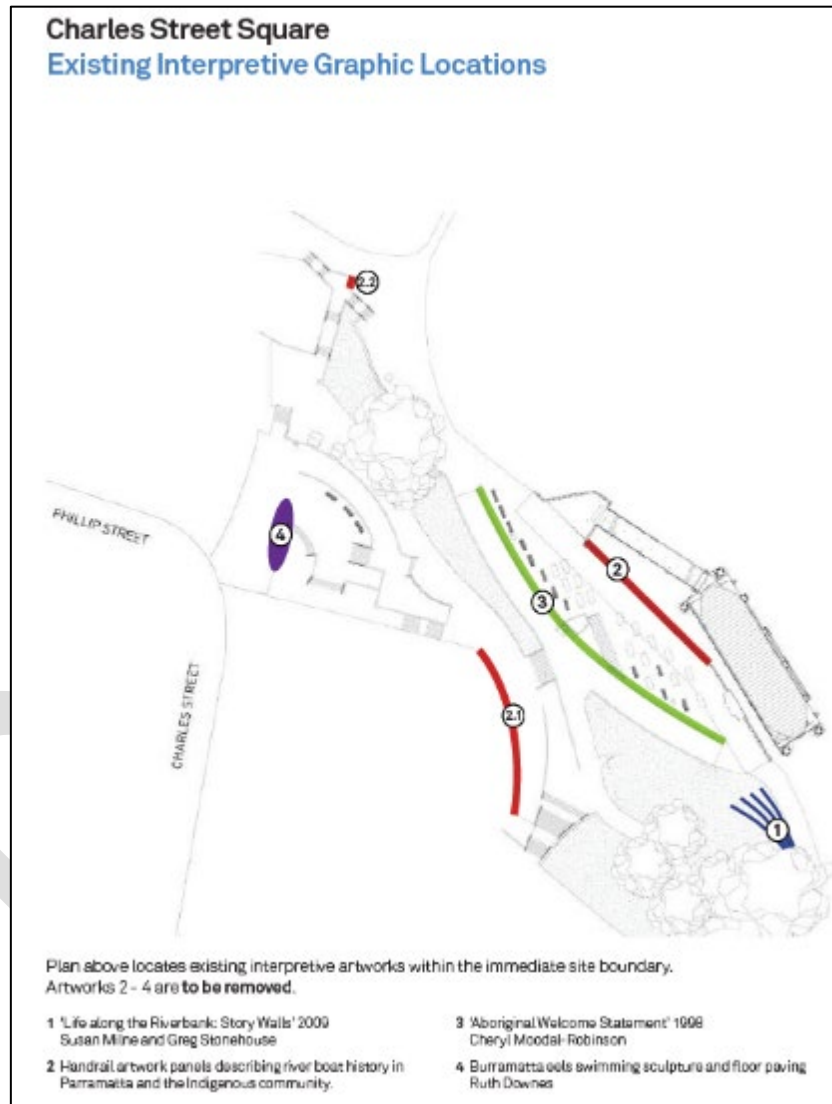 Charles Street Square
Existing Interpretive Graphic Locations
2.2
PHILLIP STREET
4
2
3
CHARLES STREET
2.1
1
Plan above locates existing interpretive artworks within the immediate site boundary.
Artworks 2 - 4 are to be removed.
1 'Life along the Riverbank: Story Walls' 2009
Susan Milne and Greg Stonehouse
2 Handrail artwork panels describing river boat history in
Parramatta and the Indigenous community.
3 'Aboriginal Welcome Statement' 1998
Cheryl Moodai-Robinson
4 Burramatta eels swimming sculpture and floor paving
Ruth Downes